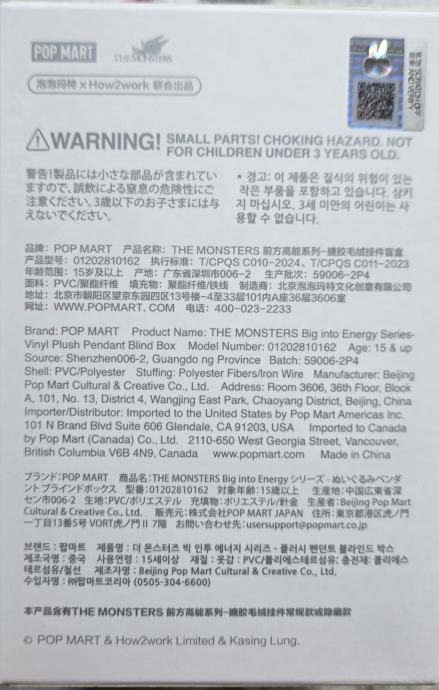 POP MART
THE MONSTERS
泡泡玛特 × How2work 联合出品
SCRATCH OFF
AND VERIFY
WARNING! SMALL PARTS! CHOKING HAZARD. NOT
FOR CHILDREN UNDER 3 YEARS OLD.
警告!製品には小さな部品が含まれてい
ますので、誤飲による窒息の危険性にご
注意ください。3歳以下のお子さまには与
えないでください。
* 경고: 이 제품은 질식의 위험이 있는
작은 부품을 포함하고 있습니다. 삼키
지 마십시오. 3세 미만의 어린이는 사
용할 수 없습니다.
品牌: POP MART 产品名称: THE MONSTERS 前方高能系列-搪胶毛绒挂件盲盒
产品型号: 01202810162 执行标准: T/CPQS C010-2024、T/CPQS C011-2023
年龄范围: 15岁及以上 产地: 广东省深圳市006-2 生产批次: 59006-2P4
面料: PVC/聚酯纤维 填充物: 聚酯纤维/铁线 制造商: 北京泡泡玛特文化创意有限公司
地址: 北京市朝阳区望京东园四区13号楼-4至33层101内A座36层3606室
网址: WWW.POPMART. COM 电话: 400-023-2233
Brand: POP MART Product Name: THE MONSTERS Big into Energy Series-
Vinyl Plush Pendant Blind Box Model Number: 01202810162 Age: 15 & up
Source: Shenzhen006-2, Guangdo ng Province Batch: 59006-2P4
Shell: PVC/Polyester Stuffing: Polyester Fibers/Iron Wire Manufacturer: Beijing
Pop Mart Cultural & Creative Co., Ltd. Address: Room 3606, 36th Floor, Block
A, 101, No. 13, District 4, Wangjing East Park, Chaoyang District, Beijing, China
Importer/Distributor: Imported to the United States by Pop Mart Americas Inc.
101 N Brand Blvd Suite 606 Glendale, CA 91203, USA Imported to Canada
by Pop Mart (Canada) Co., Ltd. 2110-650 West Georgia Street, Vancouver,
British Columbia V6B 4N9, Canada www.popmart.com Made in China
ブランド:POP MART 商品名:THE MONSTERS Big into Energy シリーズ - ぬいぐるみペンダ
ント ブラインドボックス 型番:01202810162 対象年齢:15歳以上 生産地:中国広東省深
セン市006-2 生地:PVC/ポリエステル 充填物:ポリエステル/針金 生産者:Beijing Pop Mart
Cultural & Creative Co., Ltd. 販売元:株式会社POP MART JAPAN 住所:東京都港区虎ノ門
一丁目13番5号 VORT虎ノ門Ⅱ 7階 お問い合わせ先:usersupport@popmart.co.jp
브랜드 : 팝마트 제품명 : 더 몬스터즈 빅 인투 에너지 시리즈 - 플러시 펜던트 블라인드 박스
제조국명 : 중국 사용연령 : 15세이상 재질 : 옷감 : PVC/폴리에스테르섬유: 충전재: 폴리에스
테르섬유/철선 제조자명 : Beijing Pop Mart Cultural & Creative Co., Ltd.
수입자명 : ㈜팝마트코리아 (0505-304-6600)
本产品含有THE MONSTERS 前方高能系列-搪胶毛绒挂件常规款或隐藏款
© POP MART & How2work Limited & Kasing Lung.